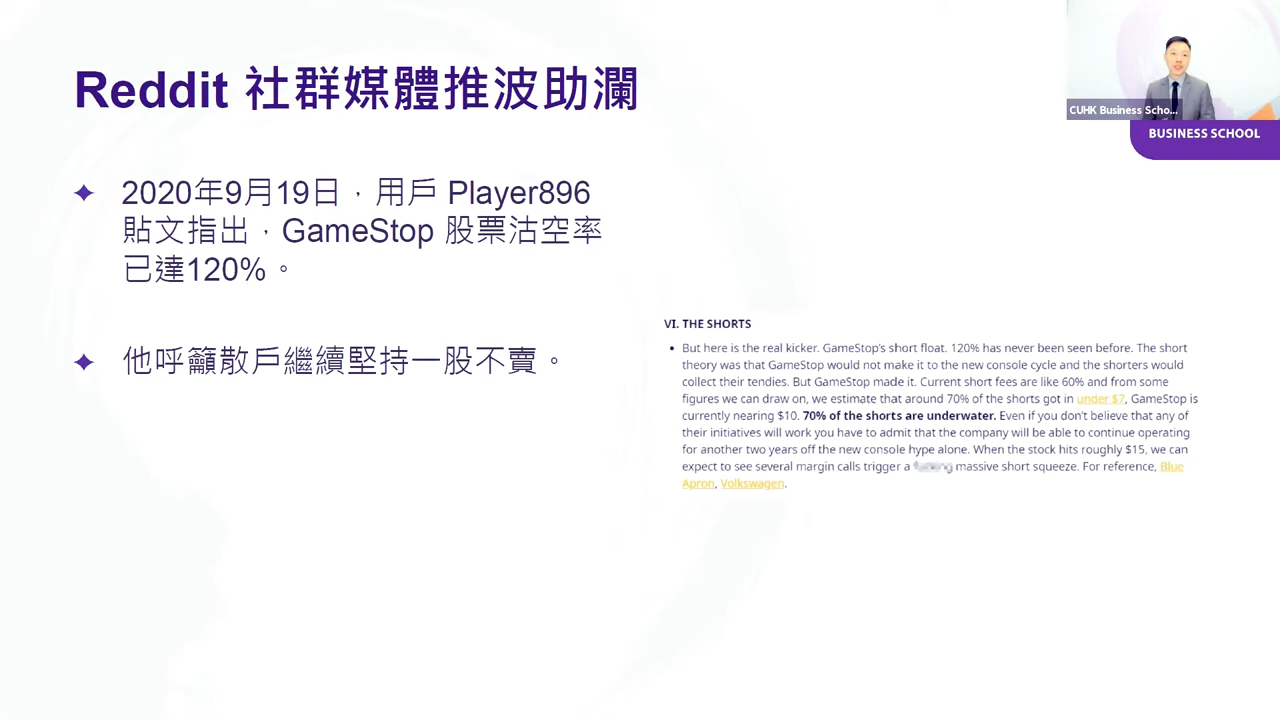 Reddit 社群媒體推波助瀾
2020年9月19日，用戶 Player896
貼文指出，GameStop 股票沽空率
已達120%。
他呼籲散戶繼續堅持一股不賣。
CUHK Business Scho...
BUSINESS SCHOOL
VI. THE SHORTS
But here is the real kicker. GameStop's short float. 120% has never been seen before. The short
theory was that GameStop would not make it to the new console cycle and the shorters would
collect their tendies. But GameStop made it. Current short fees are like 60% and from some
figures we can draw on, we estimate that around 70% of the shorts got in under $7, GameStop is
currently nearing $10. 70% of the shorts are underwater. Even if you don't believe that any of
their initiatives will work you have to admit that the company will be able to continue operating
for another two years off the new console hype alone. When the stock hits roughly $15, we can
expect to see several margin calls trigger a massive short squeeze. For reference, Blue
Apron, Volkswagen.